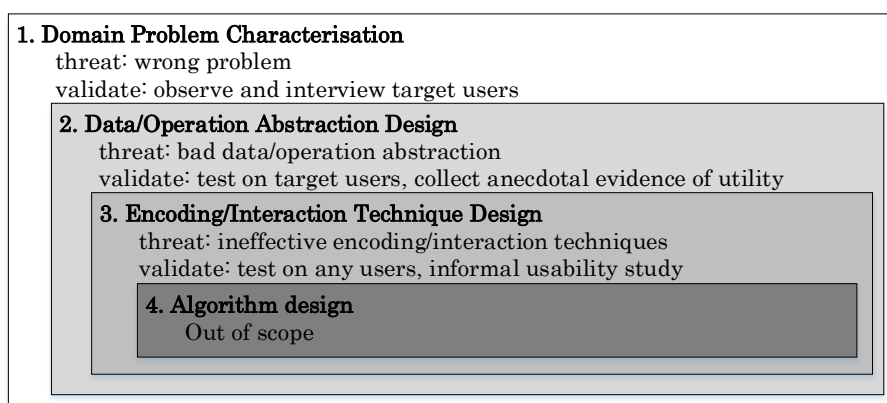 1. Domain Problem Characterisation
threat: wrong problem
validate: observe and interview target users
2. Data/Operation Abstraction Design
threat: bad data/operation abstraction
validate: test on target users, collect anecdotal evidence of utility
3. Encoding/Interaction Technique Design
threat: ineffective encoding/interaction techniques
validate: test on any users, informal usability study
4. Algorithm design
Out of scope